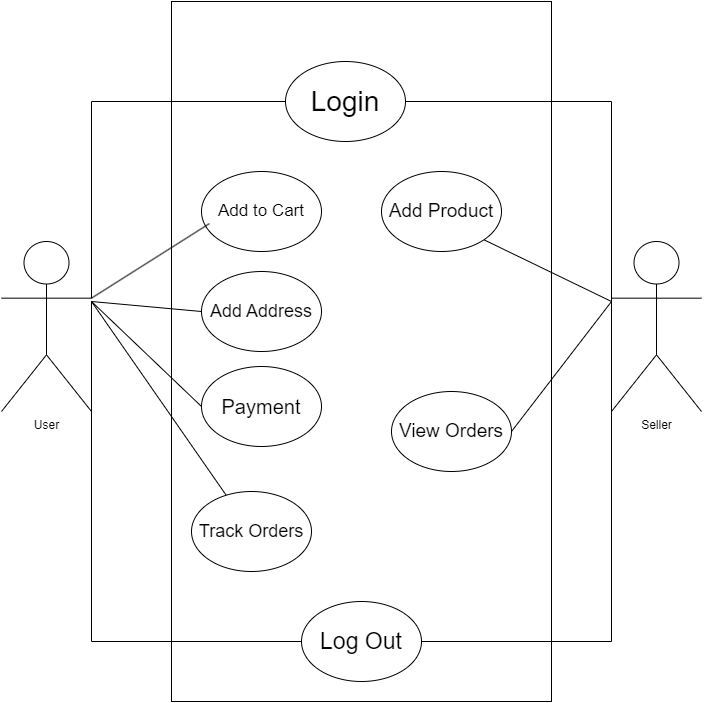 Login
Add to Cart
Add Product
Add Address
Payment
User
Seller
View Orders
Track Orders
Log Out